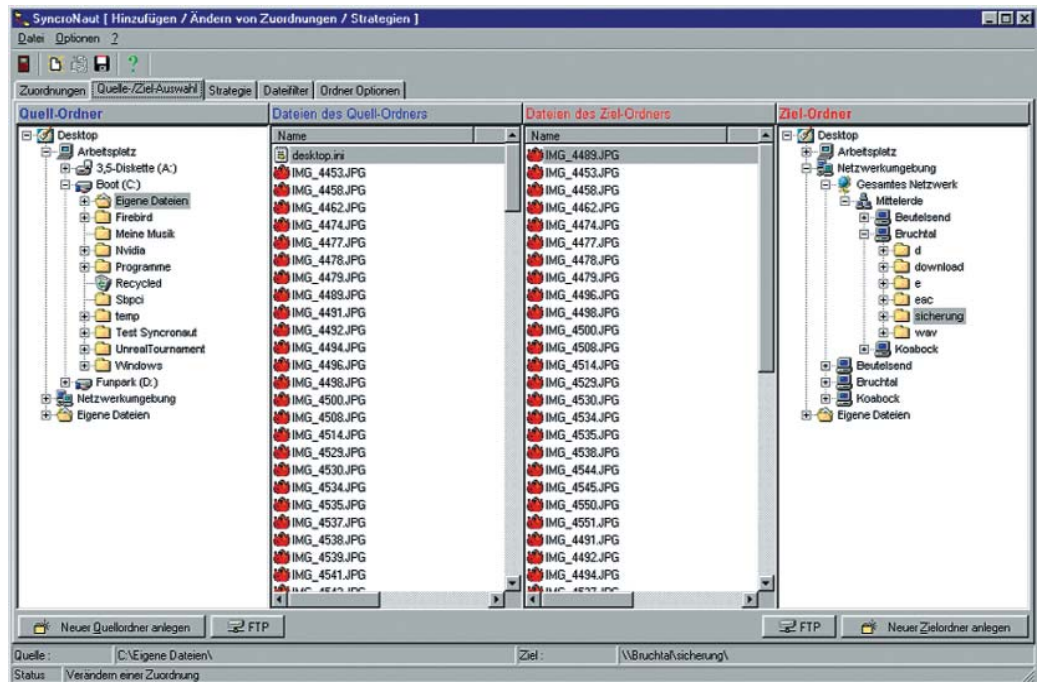 SyncroNaut [ Hinzufügen / Ändern von Zuordnungen / Strategien ]
Datei Optionen ?
Zuordnungen Quelle-/Ziel-Auswahl Strategie Dateifilter Ordner Optionen
Quell-Ordner
Desktop
Arbeitsplatz
3,5-Diskette (A:)
Boot (C:)
Eigene Dateien
Firebird
Meine Musik
Nvidia
Programme
Recycled
Sbpci
temp
Test Syncronaut
UnrealTournament
Windows
Funpark (D:)
Netzwerkumgebung
Eigene Dateien
Dateien des Quell-Ordners
Name
desktop.ini
IMG_4453.JPG
IMG_4458.JPG
IMG_4462.JPG
IMG_4474.JPG
IMG_4477.JPG
IMG_4478.JPG
IMG_4479.JPG
IMG_4489.JPG
IMG_4491.JPG
IMG_4492.JPG
IMG_4494.JPG
IMG_4496.JPG
IMG_4498.JPG
IMG_4500.JPG
IMG_4508.JPG
IMG_4514.JPG
IMG_4529.JPG
IMG_4530.JPG
IMG_4534.JPG
IMG_4535.JPG
IMG_4537.JPG
IMG_4538.JPG
IMG_4539.JPG
IMG_4541.JPG
Dateien des Ziel-Ordners
Name
IMG_4489.JPG
IMG_4453.JPG
IMG_4458.JPG
IMG_4462.JPG
IMG_4474.JPG
IMG_4477.JPG
IMG_4478.JPG
IMG_4479.JPG
IMG_4496.JPG
IMG_4498.JPG
IMG_4500.JPG
IMG_4508.JPG
IMG_4514.JPG
IMG_4529.JPG
IMG_4530.JPG
IMG_4534.JPG
IMG_4535.JPG
IMG_4538.JPG
IMG_4544.JPG
IMG_4545.JPG
IMG_4550.JPG
IMG_4551.JPG
IMG_4491.JPG
IMG_4492.JPG
IMG_4494.JPG
Ziel-Ordner
Desktop
Arbeitsplatz
Netzwerkumgebung
Gesamtes Netzwerk
Mittelerde
Beutelsend
Bruchtal
d
download
e
eac
sicherung
wav
Koabock
Beutelsend
Bruchtal
Koabock
Eigene Dateien
Neuer Quellordner anlegen FTP
FTP Neuer Zielordner anlegen
Quelle : C:\Eigene Dateien\ Ziel : \\Bruchtal\sicherung\
Status Verändern einer Zuordnung